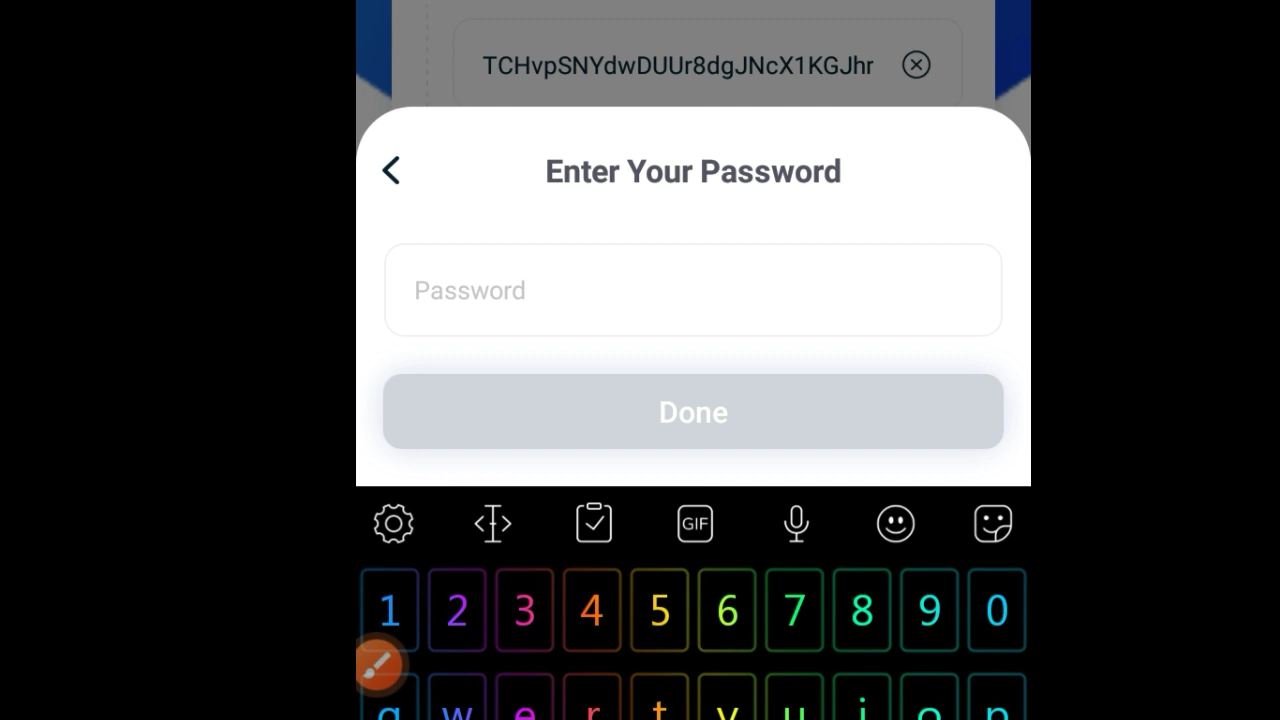 TCHvpSNYdwDUUr8dgJNcX1KGJhr
Enter Your Password
Password
Done
GIF
1 2 3 4 5 6 7 8 9 0
q w e r t y u i o p